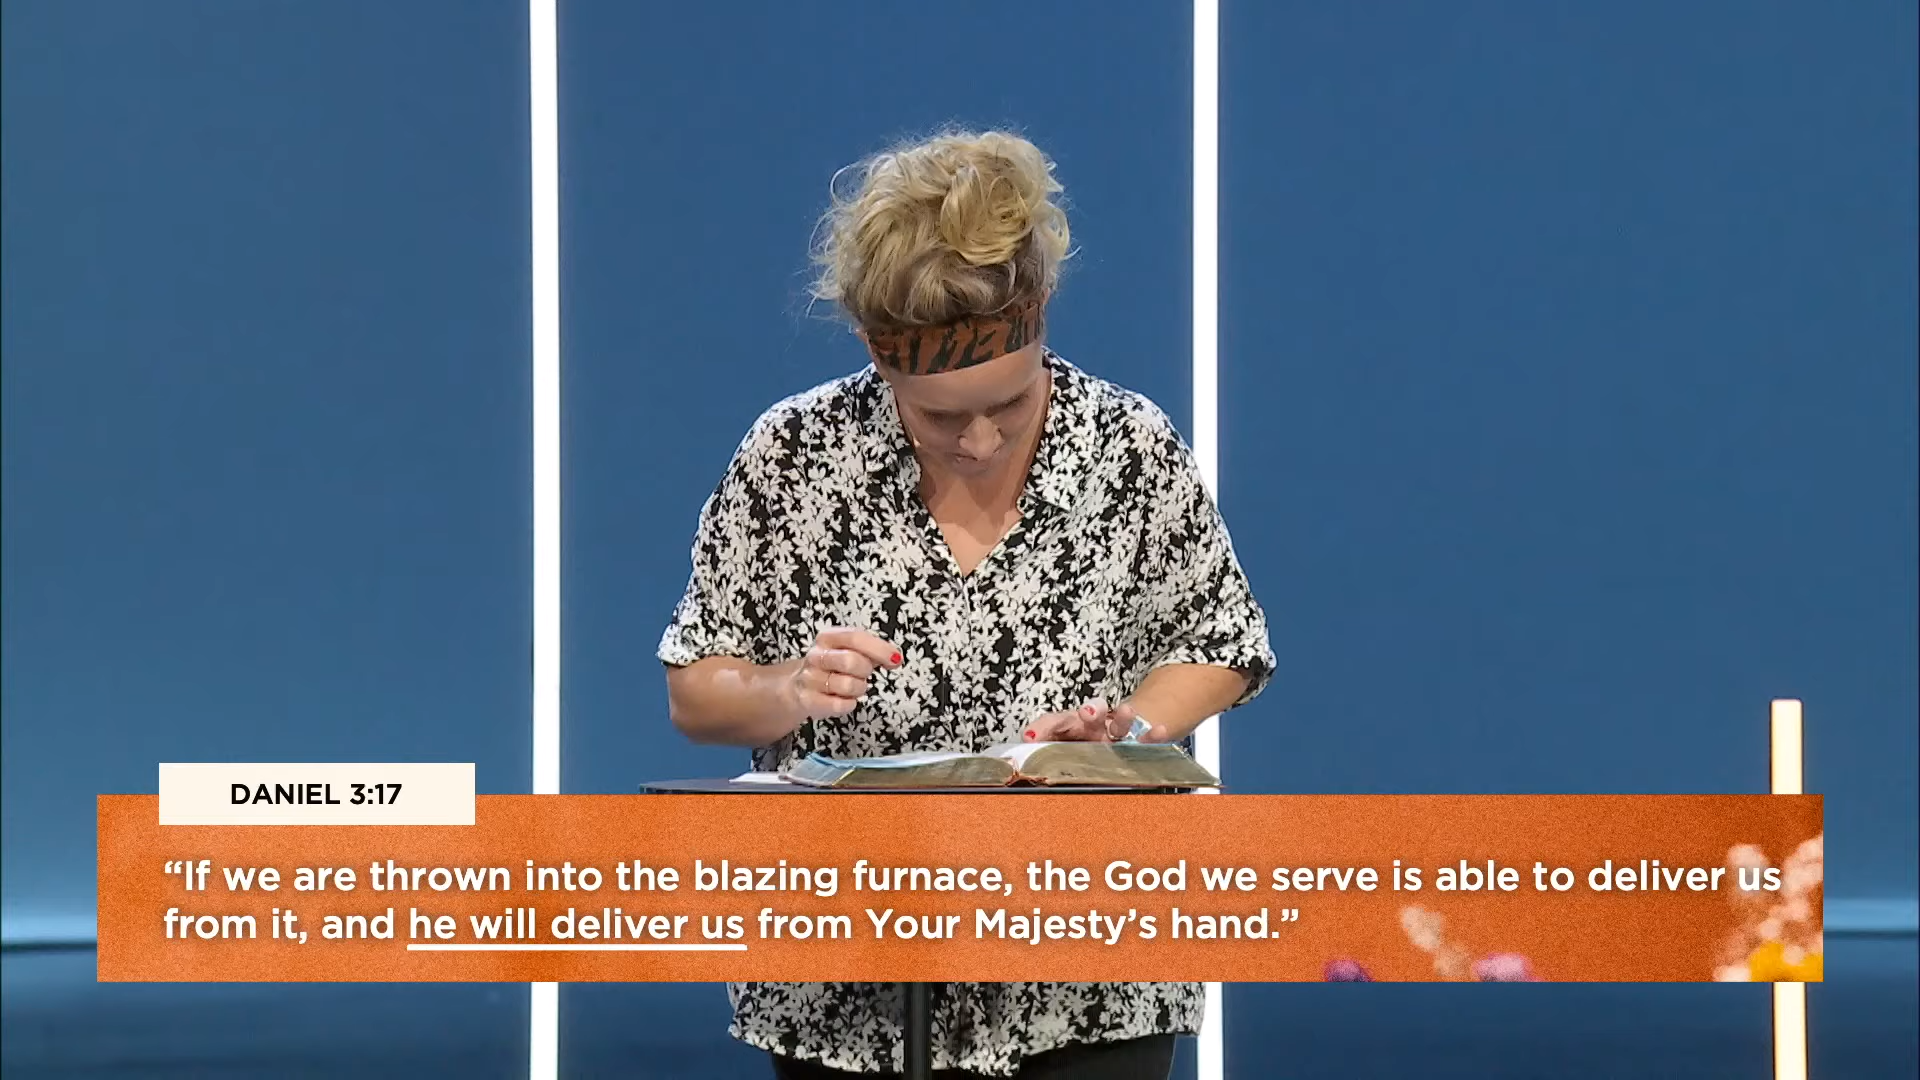 DANIEL 3:17
“If we are thrown into the blazing furnace, the God we serve is able to deliver us
from it, and he will deliver us from Your Majesty’s hand.”